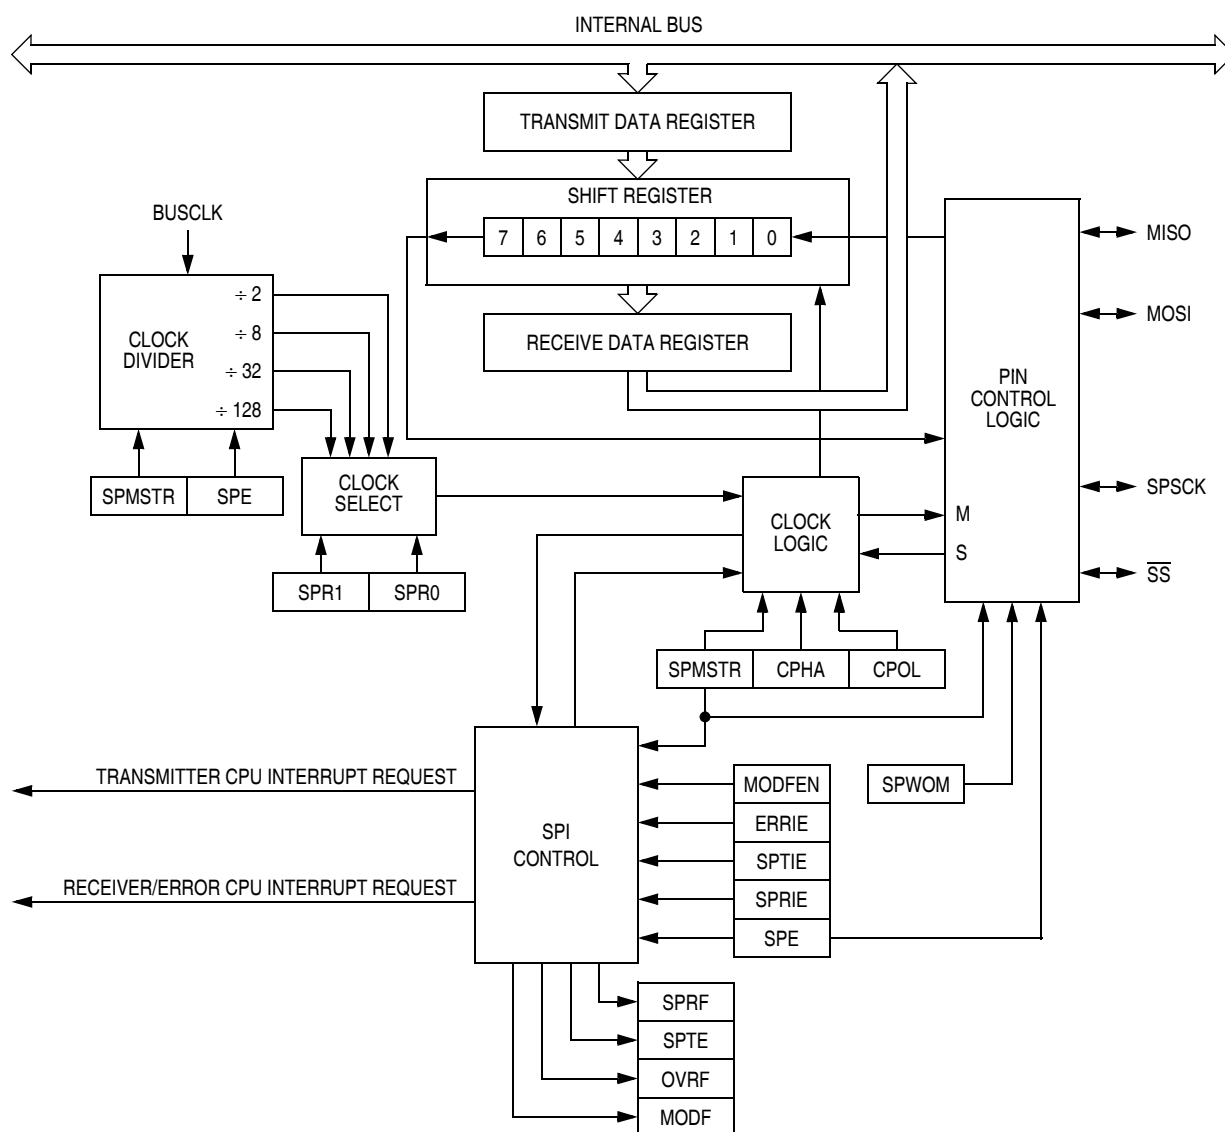 INTERNAL BUS
TRANSMIT DATA REGISTER
SHIFT REGISTER
7 6 5 4 3 2 1 0
RECEIVE DATA REGISTER
BUSCLK
CLOCK
DIVIDER
÷ 2
÷ 8
÷ 32
÷ 128
SPMSTR SPE
CLOCK
SELECT
SPR1 SPR0
CLOCK
LOGIC
PIN
CONTROL
LOGIC
M
S
MISO
MOSI
SPSCK
S̅S̅
SPMSTR CPHA CPOL
TRANSMITTER CPU INTERRUPT REQUEST
RECEIVER/ERROR CPU INTERRUPT REQUEST
SPI
CONTROL
MODFEN
ERRIE
SPTIE
SPRIE
SPE
SPWOM
SPRF
SPTE
OVRF
MODF